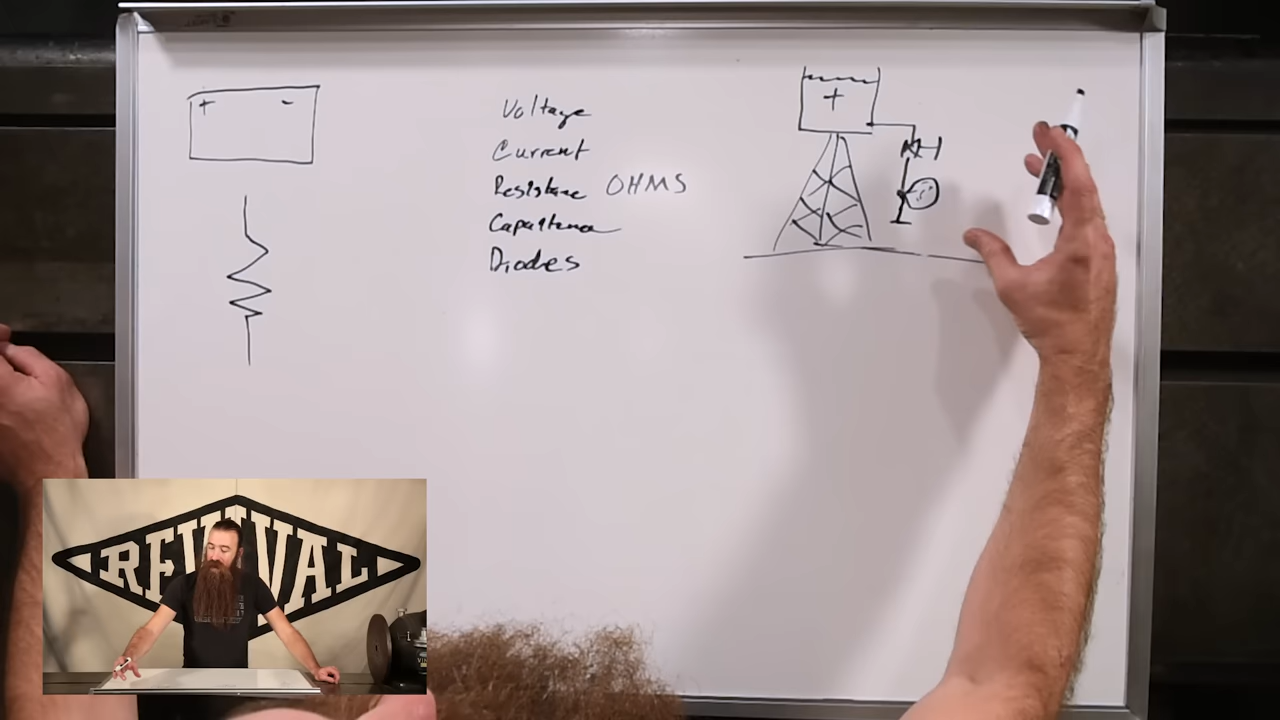 + -
Voltage
Current
Resistance OHMS
Capacitance
Diodes
+
REVIVAL